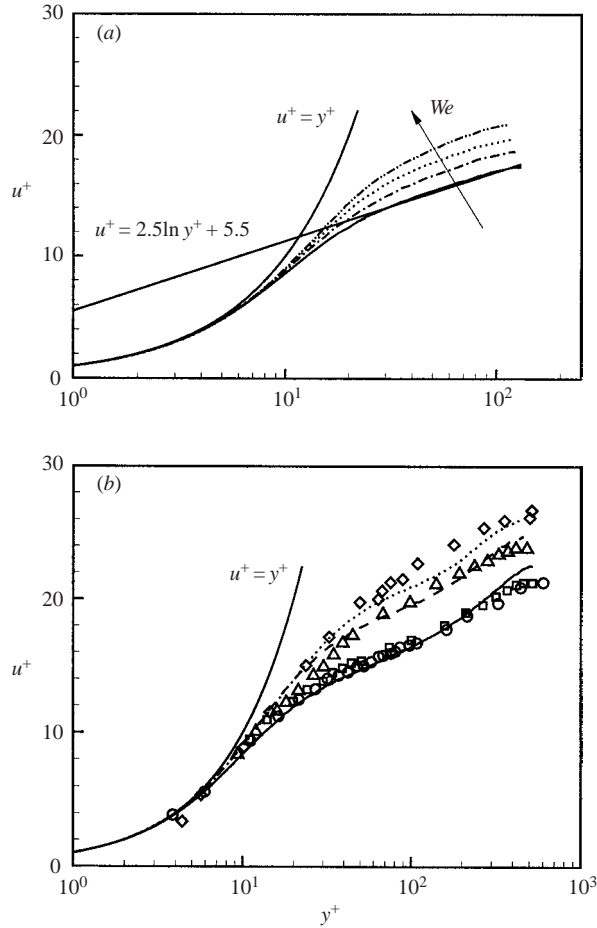 30
(a)
u⁺ = y⁺
We
20
u⁺
u⁺ = 2.5ln y⁺ + 5.5
10
0
10⁰
10¹
10²
30
(b)
u⁺ = y⁺
20
u⁺
10
0
10⁰
10¹
10²
10³
y⁺